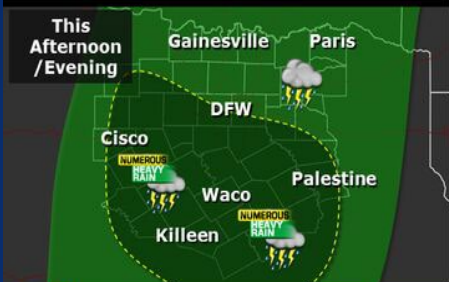 This
Afternoon
/Evening
Gainesville
Paris
DFW
Cisco
NUMEROUS
HEAVY
RAIN
Waco
Palestine
NUMEROUS
HEAVY
RAIN
Killeen